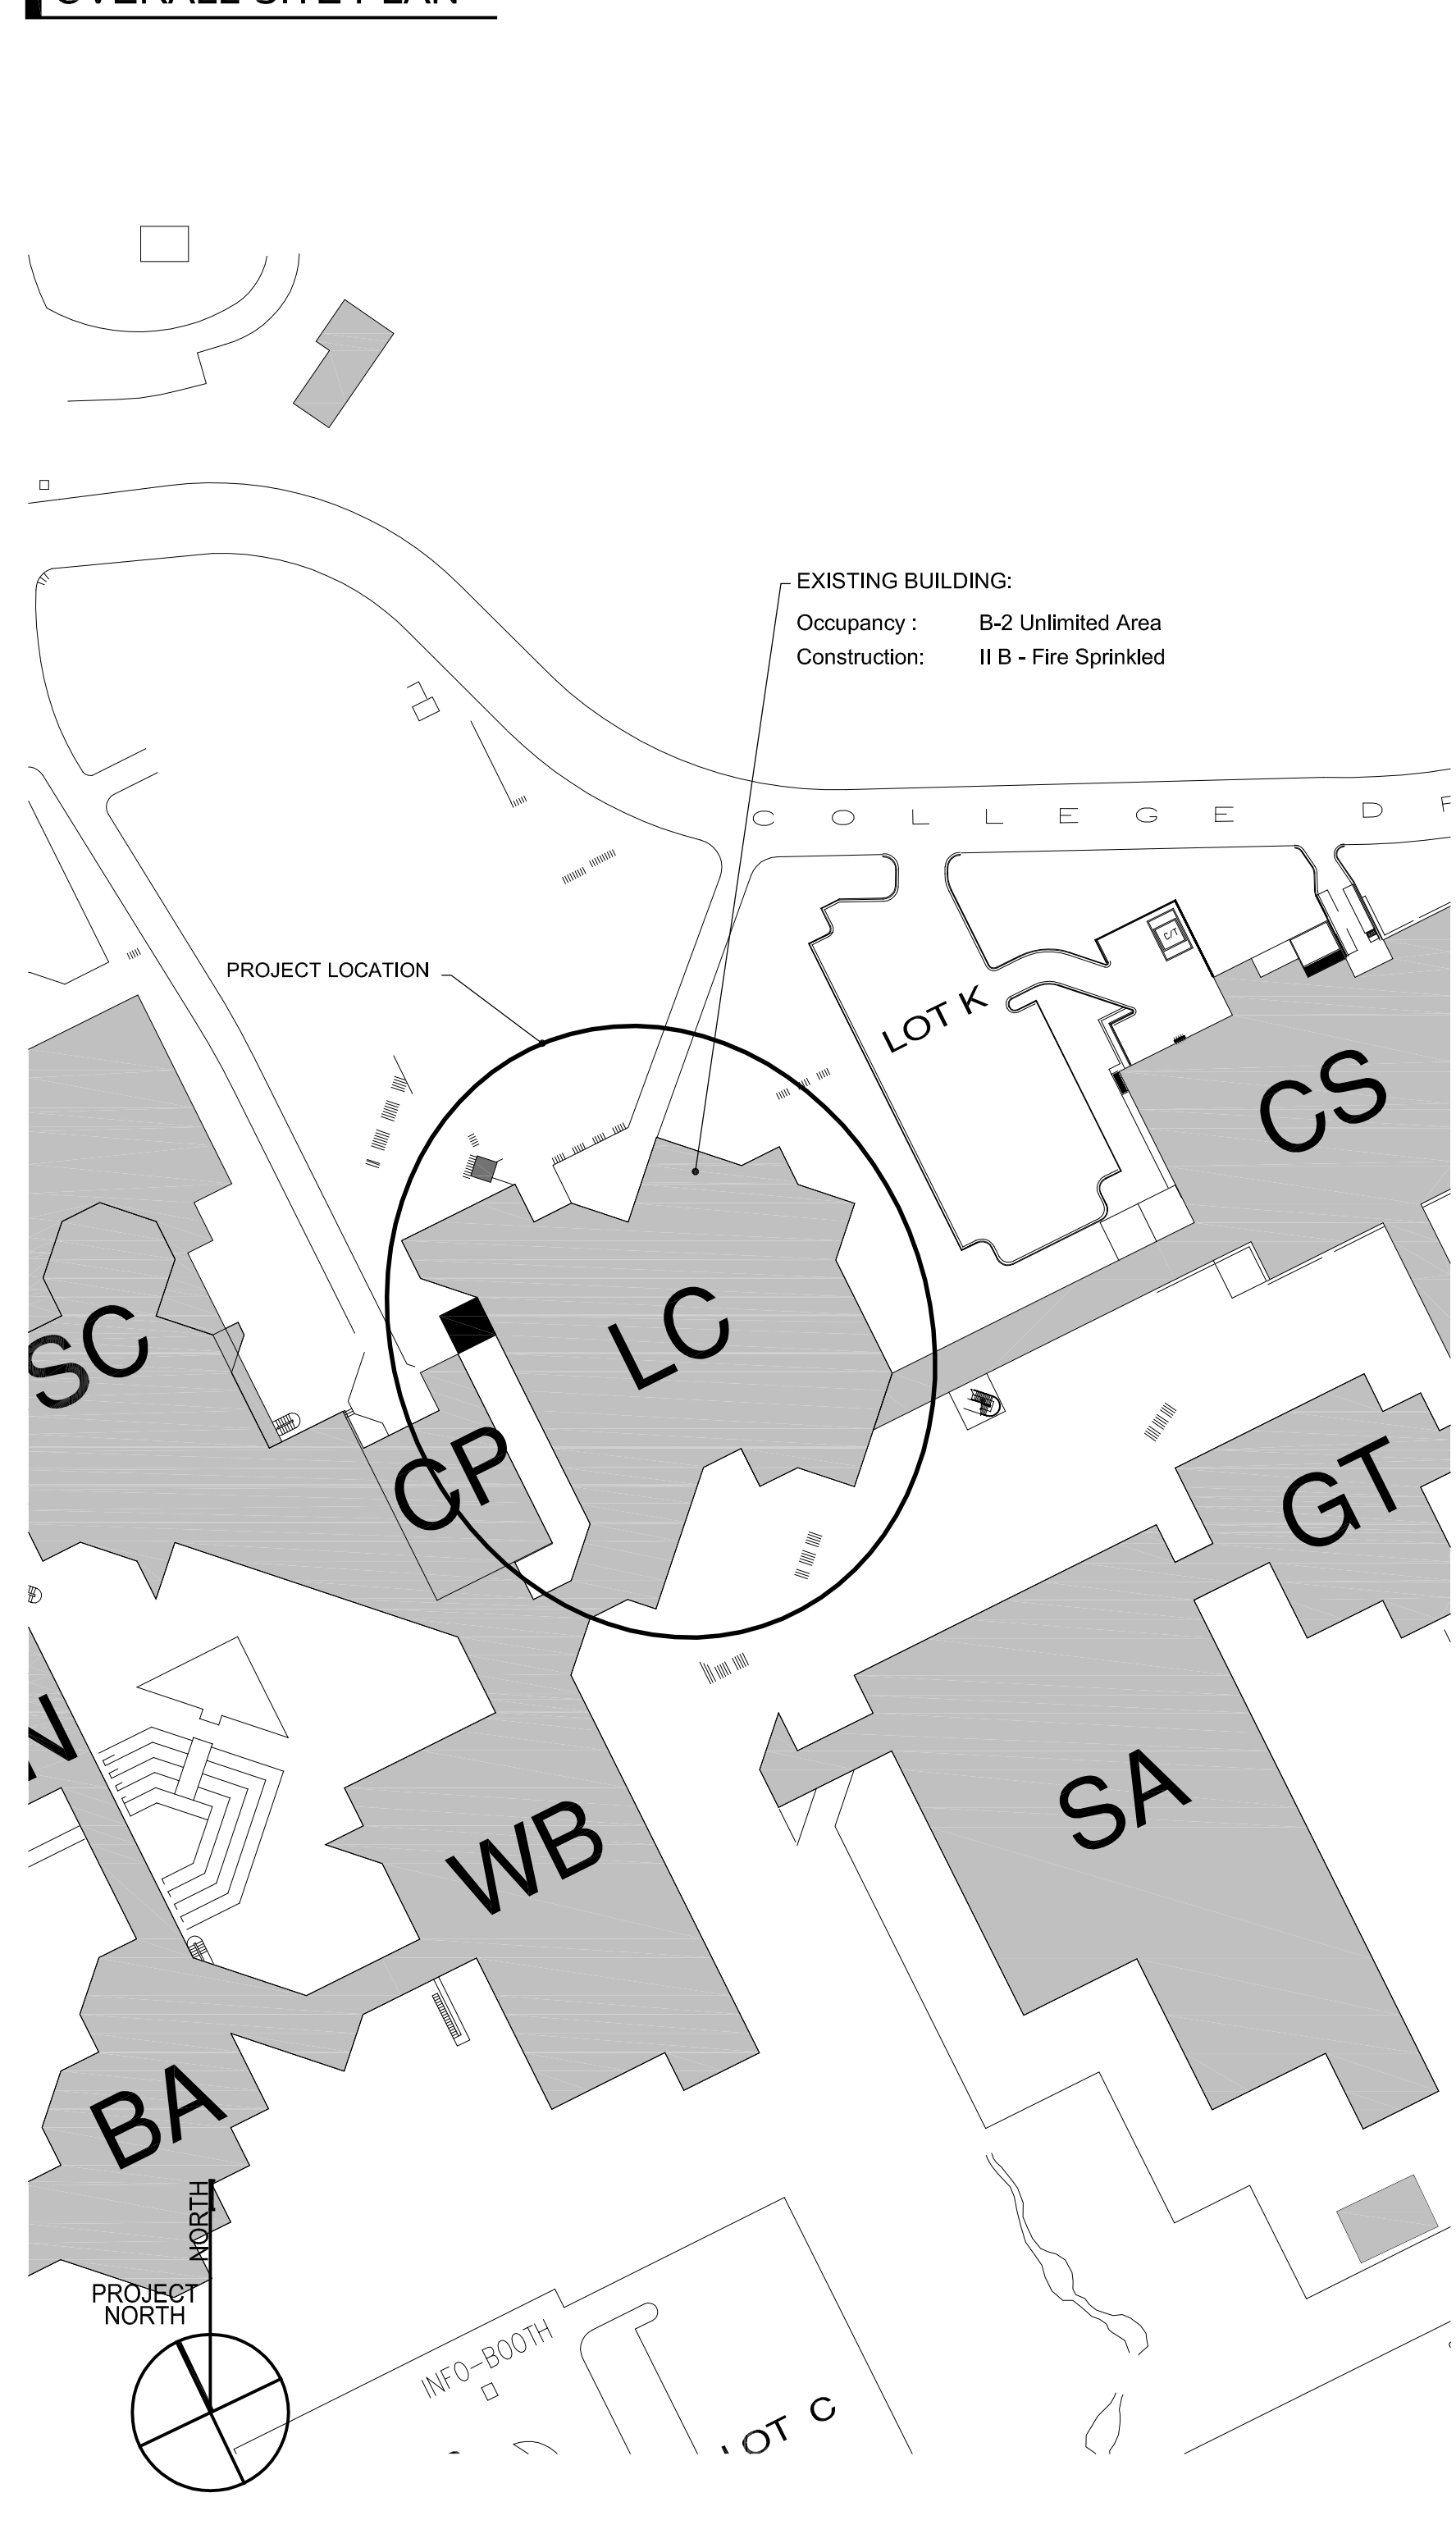 OVERALL SITE PLAN
EXISTING BUILDING:
Occupancy : B-2 Unlimited Area
Construction: II B - Fire Sprinkled
COLLEGE
C/T
PROJECT LOCATION
LOT K
CS
LC
SC
CP
GT
SA
WB
BA
NORTH
PROJECT
NORTH
INFO-BOOTH
LOT C